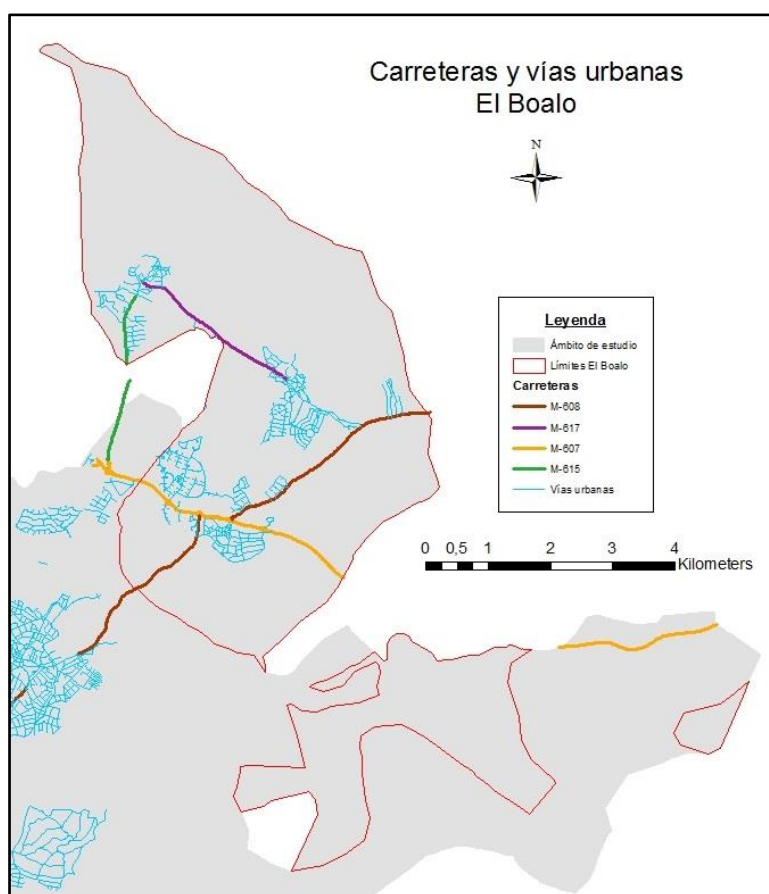 Carreteras y vías urbanas
El Boalo
N
Leyenda
Ámbito de estudio
Límites El Boalo
Carreteras
M-608
M-617
M-607
M-615
Vías urbanas
0 0,5 1 2 3 4
Kilometers